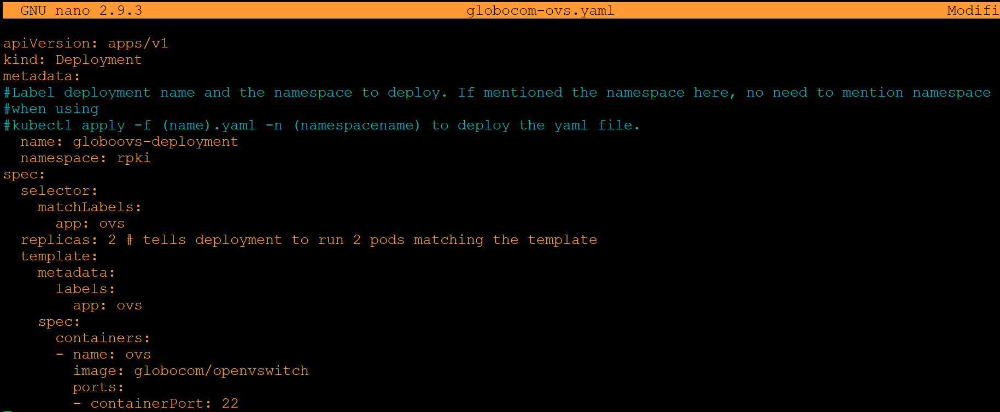 GNU nano 2.9.3 globocom-ovs.yaml Modifi
apiVersion: apps/v1
kind: Deployment
metadata:
#Label deployment name and the namespace to deploy. If mentioned the namespace here, no need to mention namespace
#when using
#kubectl apply -f (name).yaml -n (namespacename) to deploy the yaml file.
  name: globoovs-deployment
  namespace: rpki
spec:
  selector:
    matchLabels:
      app: ovs
  replicas: 2 # tells deployment to run 2 pods matching the template
  template:
    metadata:
      labels:
        app: ovs
    spec:
      containers:
      - name: ovs
        image: globocom/openvswitch
        ports:
        - containerPort: 22